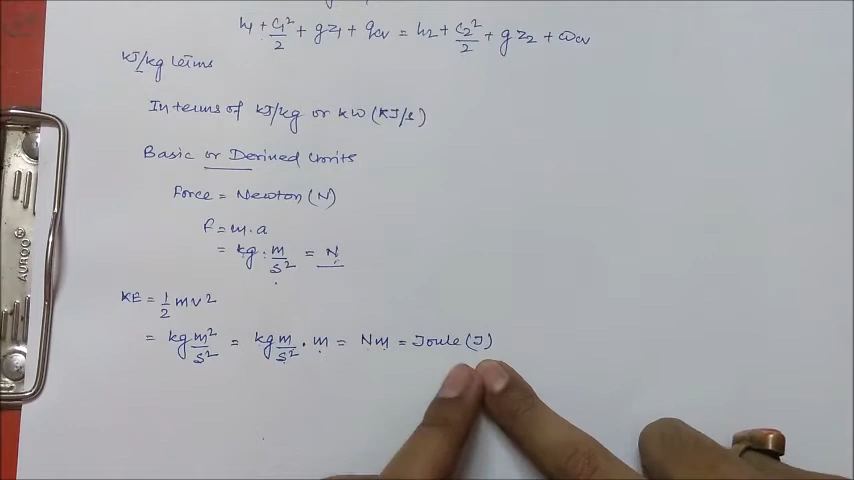 h1 + C1²/2 + gz1 + qcv = h2 + C2²/2 + gz2 + ωcv
kJ/kg terms
In terms of kJ/kg or kW (kJ/s)
Basic or Derived Units
Force = Newton (N)
F = m.a
= kg . m/s² = N
KE = 1/2 mv²
= kg m²/s² = kg m/s² . m = Nm = Joule (J)
AUROO®